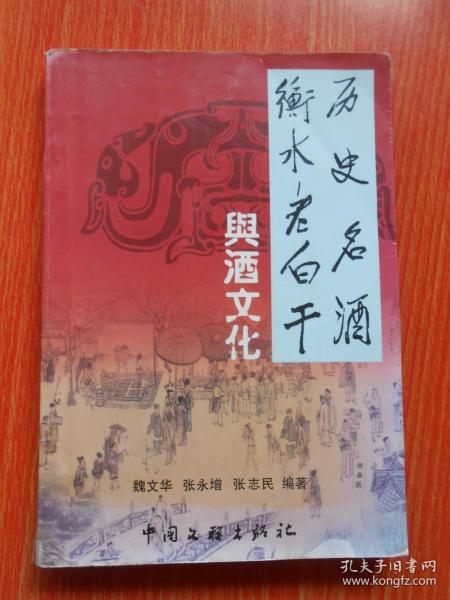 历史名酒
衡水老白干
與酒文化
魏文华 张永增 张志民 编著
中国文联出版社
孔夫子旧书网
www.kongfz.com